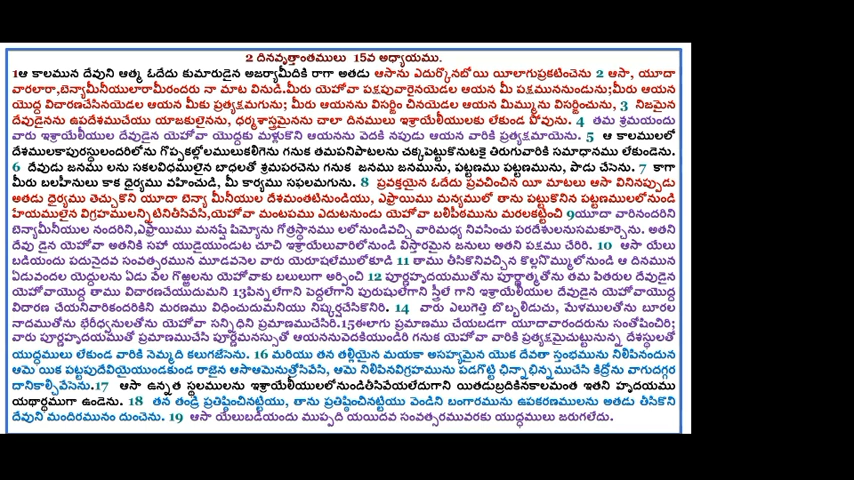 2 దినవృత్తాంతములు 15వ అధ్యాయము.
1ఆ కాలమున దేవుని ఆత్మ ఓదేదు కుమారుడైన అజర్యామీదికి రాగా అతడు ఆసాను ఎదుర్కొనబోయి యీలాగుప్రకటించెను 2 ఆసా, యూదా
వారలారా,బెన్యామీనీయులారామీరందరు నా మాట వినుడి.మీరు యెహోవా పక్షపువారైనయెడల ఆయన మీ పక్షముననుండును;మీరు ఆయన
యొద్ద విచారణచేసినయెడల ఆయన మీకు ప్రత్యక్షమగును; మీరు ఆయనను విసర్జిం చినయెడల ఆయన మిమ్మును విసర్జించును, 3 నిజమైన
దేవుడైనను ఉపదేశముచేయు యాజకులైనను, ధర్మశాస్త్రమైనను చాలా దినములు ఇశ్రాయేలీయులకు లేకుండ పోవును. 4 తమ శ్రమయందు
వారు ఇశ్రాయేలీయుల దేవుడైన యెహోవా యొద్దకు మళ్లుకొని ఆయనను వెదకి నపుడు ఆయన వారికి ప్రత్యక్షమాయెను. 5 ఆ కాలములలో
దేశములకాపురస్థులందరిలోను గొప్పకల్లోలములుకలిగెను గనుక తమపనిపాటలను చక్కపెట్టుకొనుటకై తిరుగువారికి సమాధానము లేకుండెను.
6 దేవుడు జనము లను సకలవిధములైన బాధలతో శ్రమపరచెను గనుక జనము జనమును, పట్టణము పట్టణమును, పాడు చేసెను. 7 కాగా
మీరు బలహీనులు కాక ధైర్యము వహించుడి, మీ కార్యము సఫలమగును. 8 ప్రవక్తయైన ఓదేదు ప్రవచించిన యీ మాటలు ఆసా వినినప్పుడు
అతడు ధైర్యము తెచ్చుకొని యూదా బెన్యా మీనీయుల దేశమంతటినుండియు, ఎఫ్రాయిము మన్యములో తాను పట్టుకొనిన పట్టణములలోనుండి
హేయములైన విగ్రహములన్నిటినితీసివేసి,యెహోవా మంటపము ఎదుటనుండు యెహోవా బలిపీఠమును మరలకట్టించి 9యూదా వారినందరిని
బెన్యామీనీయుల నందరిని,ఎఫ్రాయిము మనష్షే షిమ్యోను గోత్రస్థానము లలోనుండివచ్చి వారిమధ్య నివసించు పరదేశులనుసమకూర్చెను. అతని
దేవు డైన యెహోవా అతనికి సహా యుడైయుండుట చూచి ఇశ్రాయేలువారిలోనుండి విస్తారమైన జనులు అతని పక్షము చేరిరి. 10 ఆసా యేలు
బడియందు పదునైదవ సంవత్సరమున మూడవనెల వారు యెరూషలేములోకూడి 11 తాము తీసికొనివచ్చిన కొల్లసొమ్ములోనుండి ఆ దినమున
ఏడువందల యెద్దులను ఏడు వేల గొఱ్ఱలను యెహోవాకు బలులుగా అర్పించి 12 పూర్ణహృదయముతోను పూర్ణాత్మతోను తమ పితరుల దేవుడైన
యెహోవాయొద్ద తాము విచారణచేయుదుమని 13పిన్నలేగాని పెద్దలేగాని పురుషులేగాని స్త్రీలే గాని ఇశ్రాయేలీయుల దేవుడైన యెహోవాయొద్ద
విచారణ చేయనివారికందరికిని మరణము విధించుదుమనియు నిష్కర్షచేసికొనిరి. 14 వారు ఎలుగెత్తి బొబ్బలిడుచు, మేళములతోను బూరల
నాదముతోను భేరీధ్వనులతోను యెహోవా సన్నిధిని ప్రమాణముచేసిరి.15ఈలాగు ప్రమాణము చేయబడగా యూదావారందరును సంతోషించిరి;
వారు పూర్ణహృదయముతో ప్రమాణముచేసి పూర్ణమనస్సుతో ఆయననువెదకియుండిరి గనుక యెహోవా వారికి ప్రత్యక్షమైచుట్టునున్న దేశస్థులతో
యుద్ధములు లేకుండ వారికి నెమ్మది కలుగజేసెను. 16 మరియు తన తల్లియైన మయకా అసహ్యమైన యొక దేవతా స్తంభమును నిలిపినందున
ఆమె యిక పట్టపుదేవియైయుండకుండ రాజైన ఆసాఆమెనుత్రోసివేసి, ఆమె నిలిపినవిగ్రహమును పడగొట్టి ఛిన్నాభిన్నముచేసి కిద్రోను వాగుదగ్గర
దానికాల్చివేసెను.17 ఆసా ఉన్నత స్థలములను ఇశ్రాయేలీయులలోనుండితీసివేయలేదుగాని యితడుబ్రదికినకాలమంత ఇతని హృదయము
యథార్థముగా ఉండెను. 18 తన తండ్రి ప్రతిష్ఠించినట్టియు, తాను ప్రతిష్ఠించినట్టియు వెండిని బంగారమును ఉపకరణములను అతడు తీసికొని
దేవుని మందిరమునం దుంచెను. 19 ఆసా యేలుబడియందు ముప్పది యయిదవ సంవత్సరమువరకు యుద్ధములు జరుగలేదు.